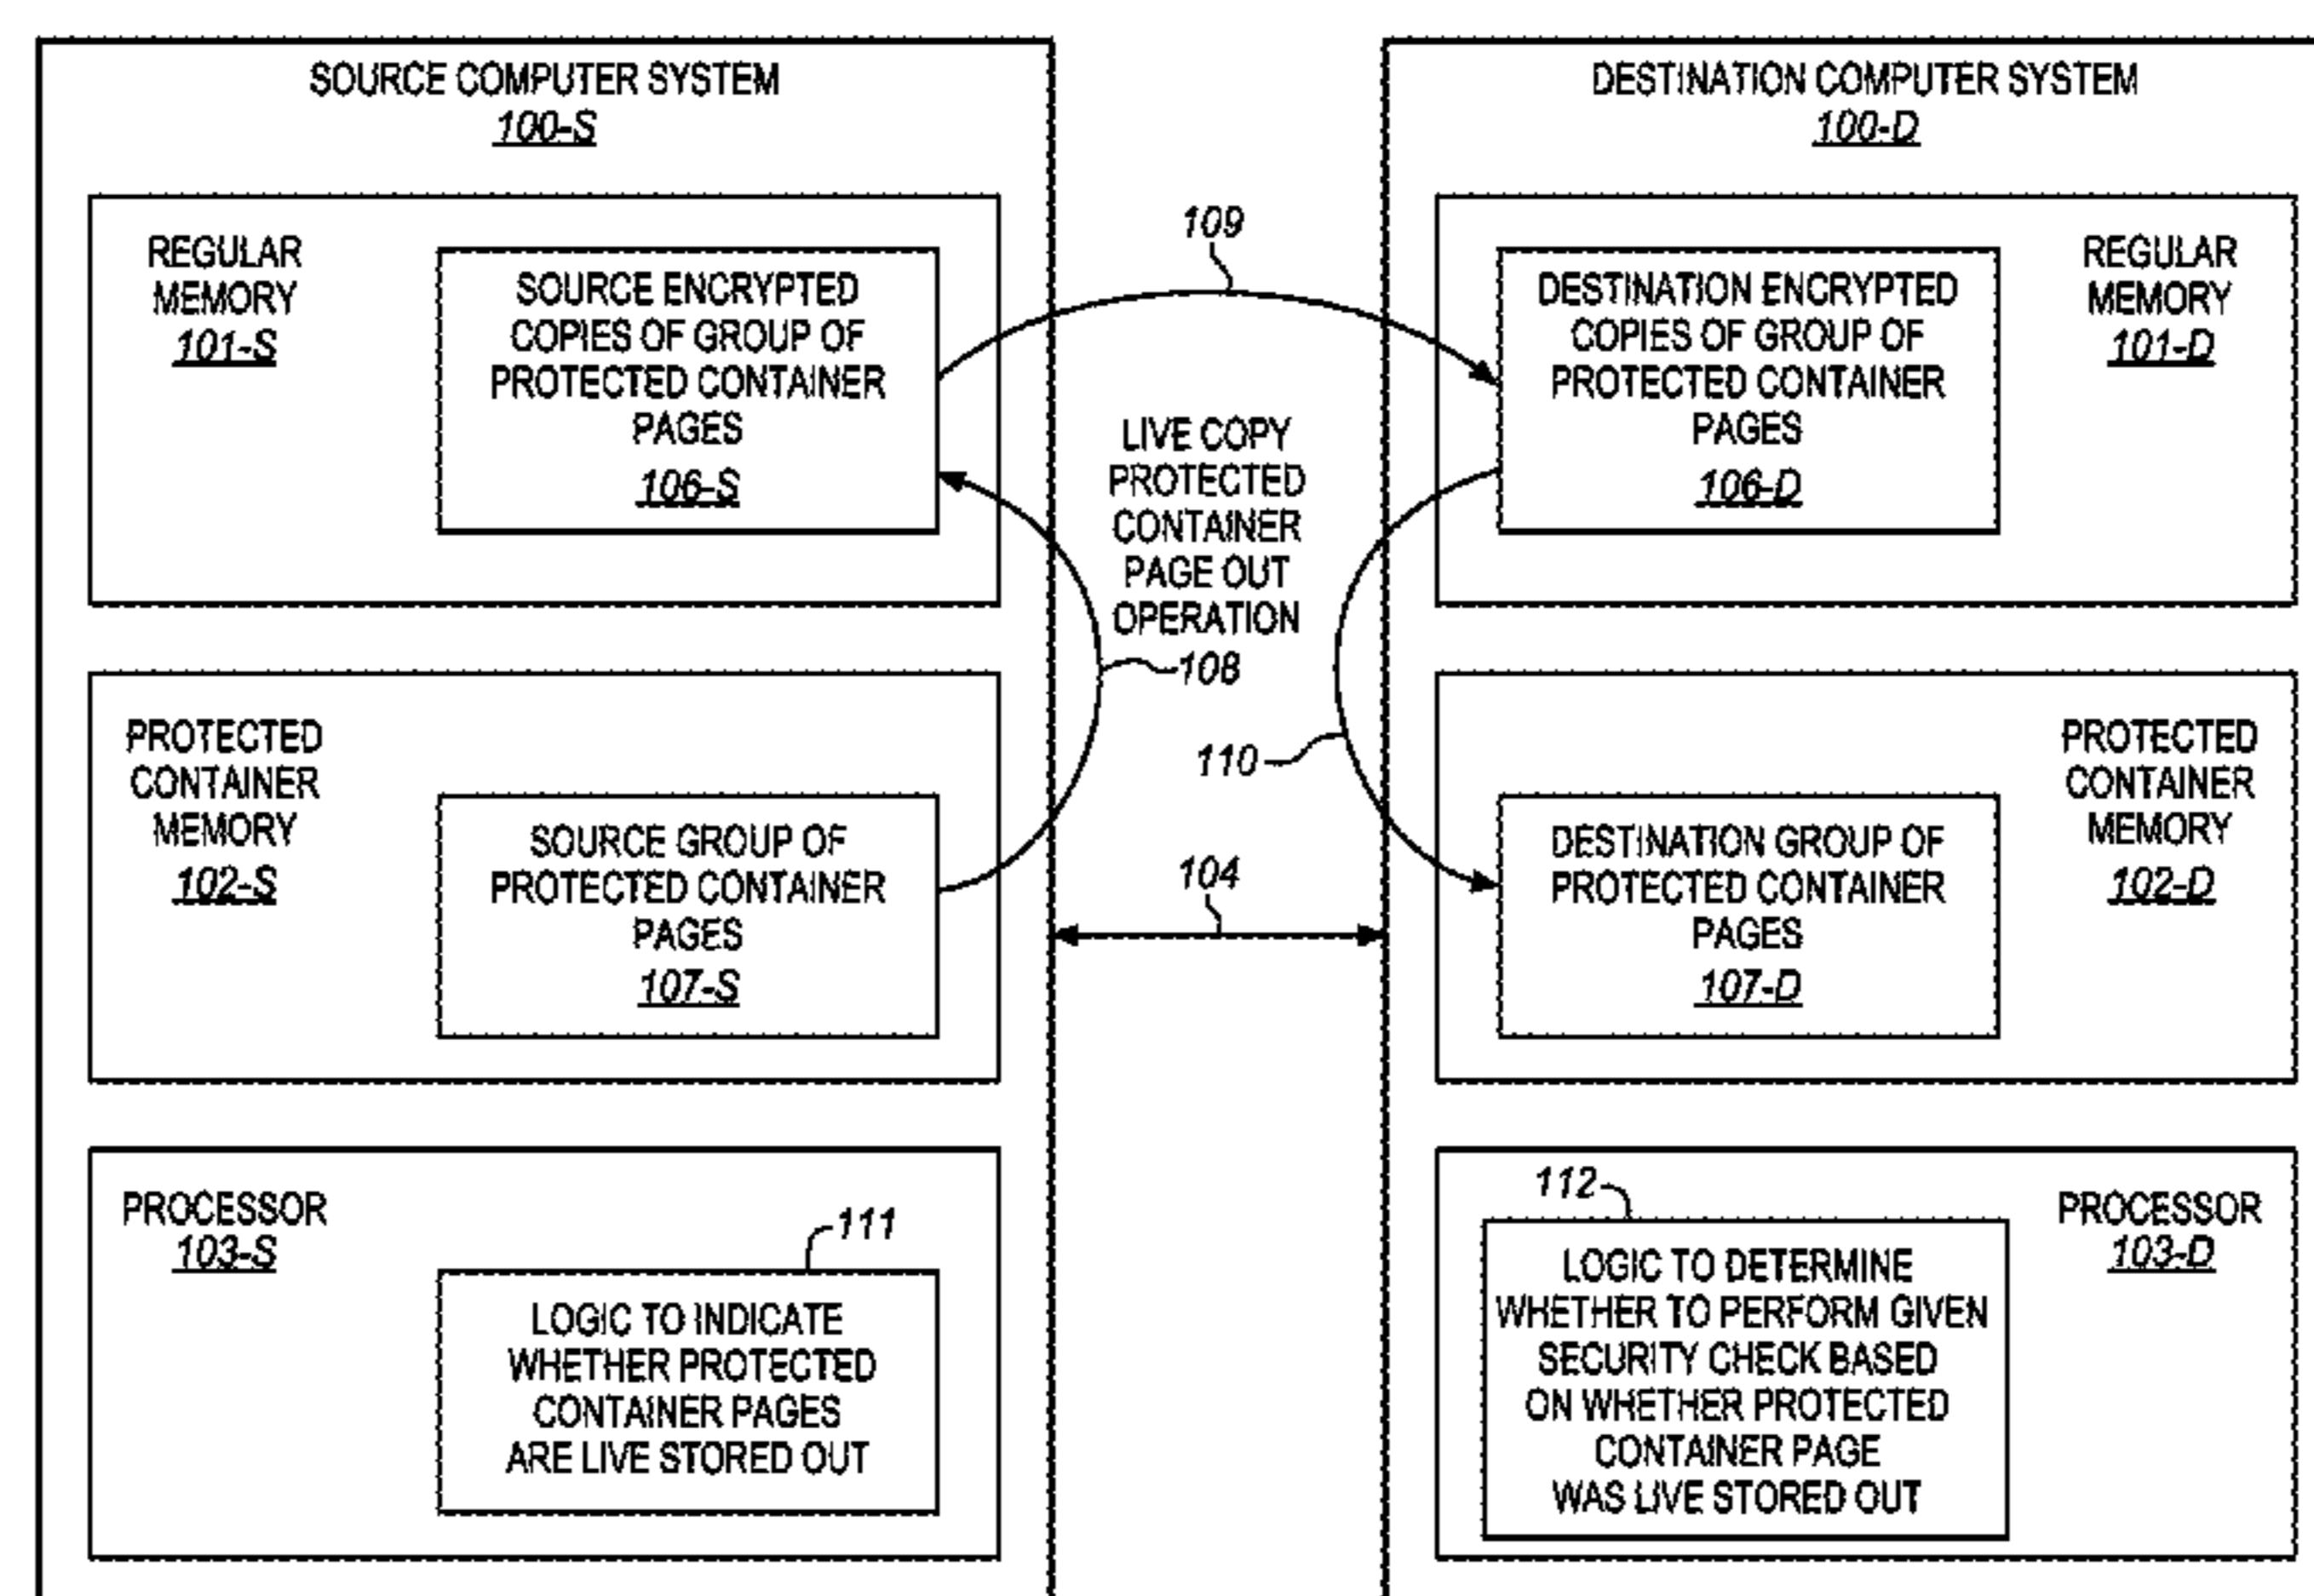 SOURCE COMPUTER SYSTEM
100-S
REGULAR
MEMORY
101-S
SOURCE ENCRYPTED
COPIES OF GROUP OF
PROTECTED CONTAINER
PAGES
106-S
PROTECTED
CONTAINER
MEMORY
102-S
SOURCE GROUP OF
PROTECTED CONTAINER
PAGES
107-S
PROCESSOR
103-S
111
LOGIC TO INDICATE
WHETHER PROTECTED
CONTAINER PAGES
ARE LIVE STORED OUT
109
LIVE COPY
PROTECTED
CONTAINER
PAGE OUT
OPERATION
108
110
104
DESTINATION COMPUTER SYSTEM
100-D
DESTINATION ENCRYPTED
COPIES OF GROUP OF
PROTECTED CONTAINER
PAGES
106-D
REGULAR
MEMORY
101-D
DESTINATION GROUP OF
PROTECTED CONTAINER
PAGES
107-D
PROTECTED
CONTAINER
MEMORY
102-D
112
LOGIC TO DETERMINE
WHETHER TO PERFORM GIVEN
SECURITY CHECK BASED
ON WHETHER PROTECTED
CONTAINER PAGE
WAS LIVE STORED OUT
PROCESSOR
103-D